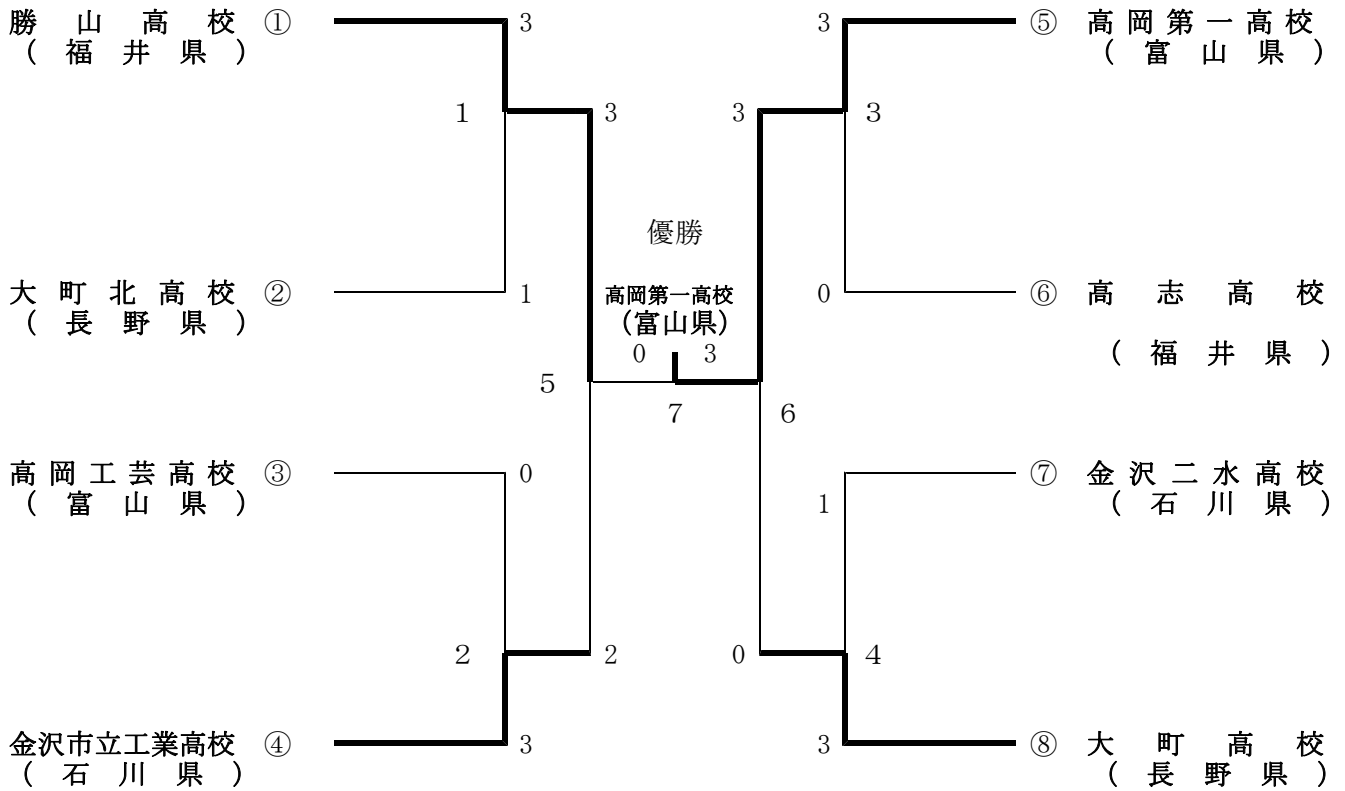 勝山高校 ① 3 3 ⑤ 高岡第一高校
(福井県) (富山県)
1 3 3 3
優勝
大町北高校 ② 1 高岡第一高校 0 ⑥ 高志高校
(長野県) (富山県)
0 3 (福井県)
5 7 6
高岡工芸高校 ③ 0 ⑦ 金沢二水高校
(富山県) 1 (石川県)
2 2 0 4
金沢市立工業高校 ④ 3 3 ⑧ 大町高校
(石川県) (長野県)